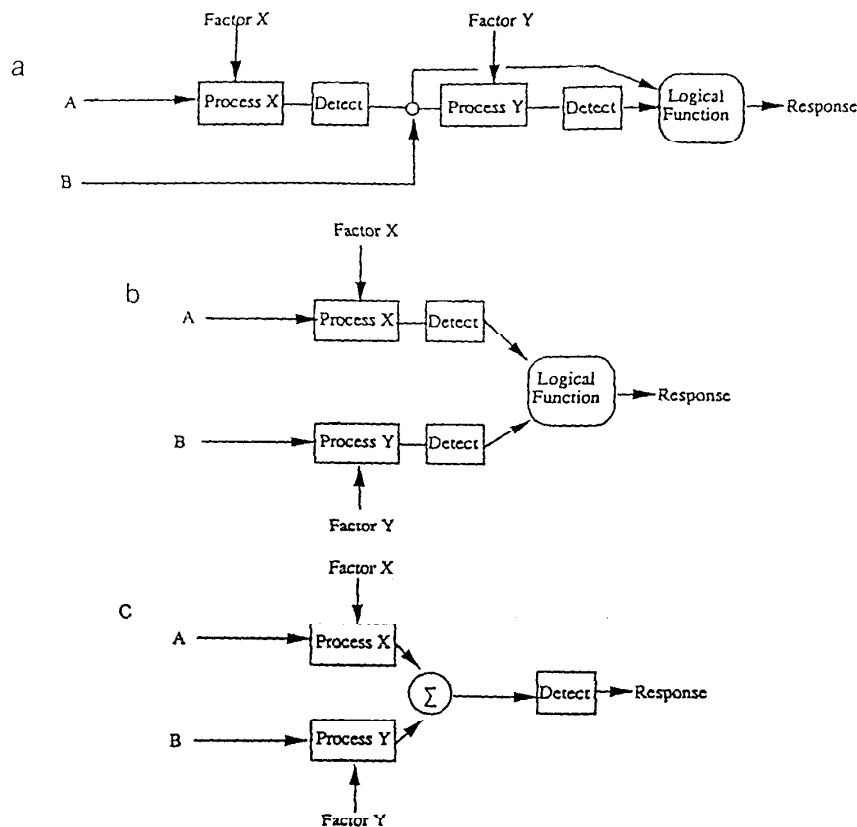 a
Factor X
Factor Y
A
Process X
Detect
Process Y
Detect
Logical
Function
Response
B
b
Factor X
A
Process X
Detect
Logical
Function
Response
B
Process Y
Detect
Factor Y
c
Factor X
A
Process X
Σ
Detect
Response
B
Process Y
Factor Y